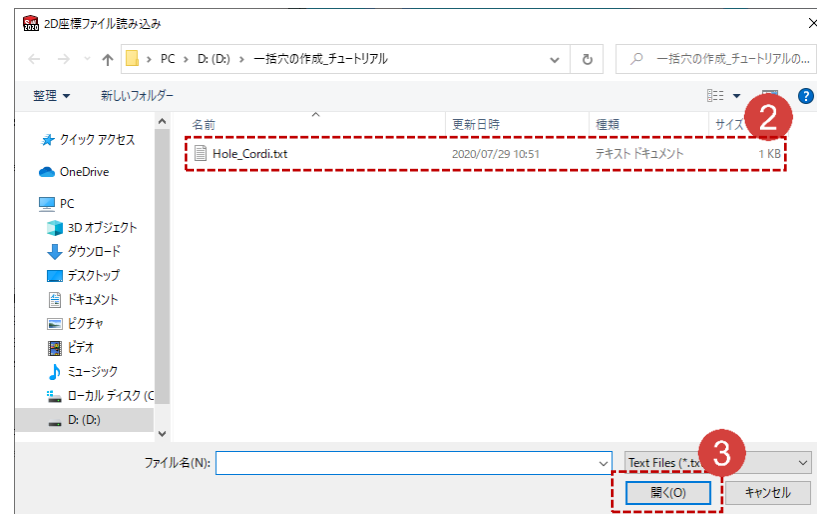 2020 2D座標ファイル読み込み
PC › D: (D:) › 一括穴の作成_チュートリアル 一括穴の作成_チュートリアルの...
整理 新しいフォルダー
2
名前 更新日時 種類 サイズ
クイック アクセス
Hole_Cordi.txt 2020/07/29 10:51 テキスト ドキュメント 1 KB
OneDrive
PC
3D オブジェクト
ダウンロード
デスクトップ
ドキュメント
ピクチャ
ビデオ
ミュージック
ローカル ディスク (C
D: (D:)
ファイル名(N): Text Files (*.tx
3
開く(O) キャンセル